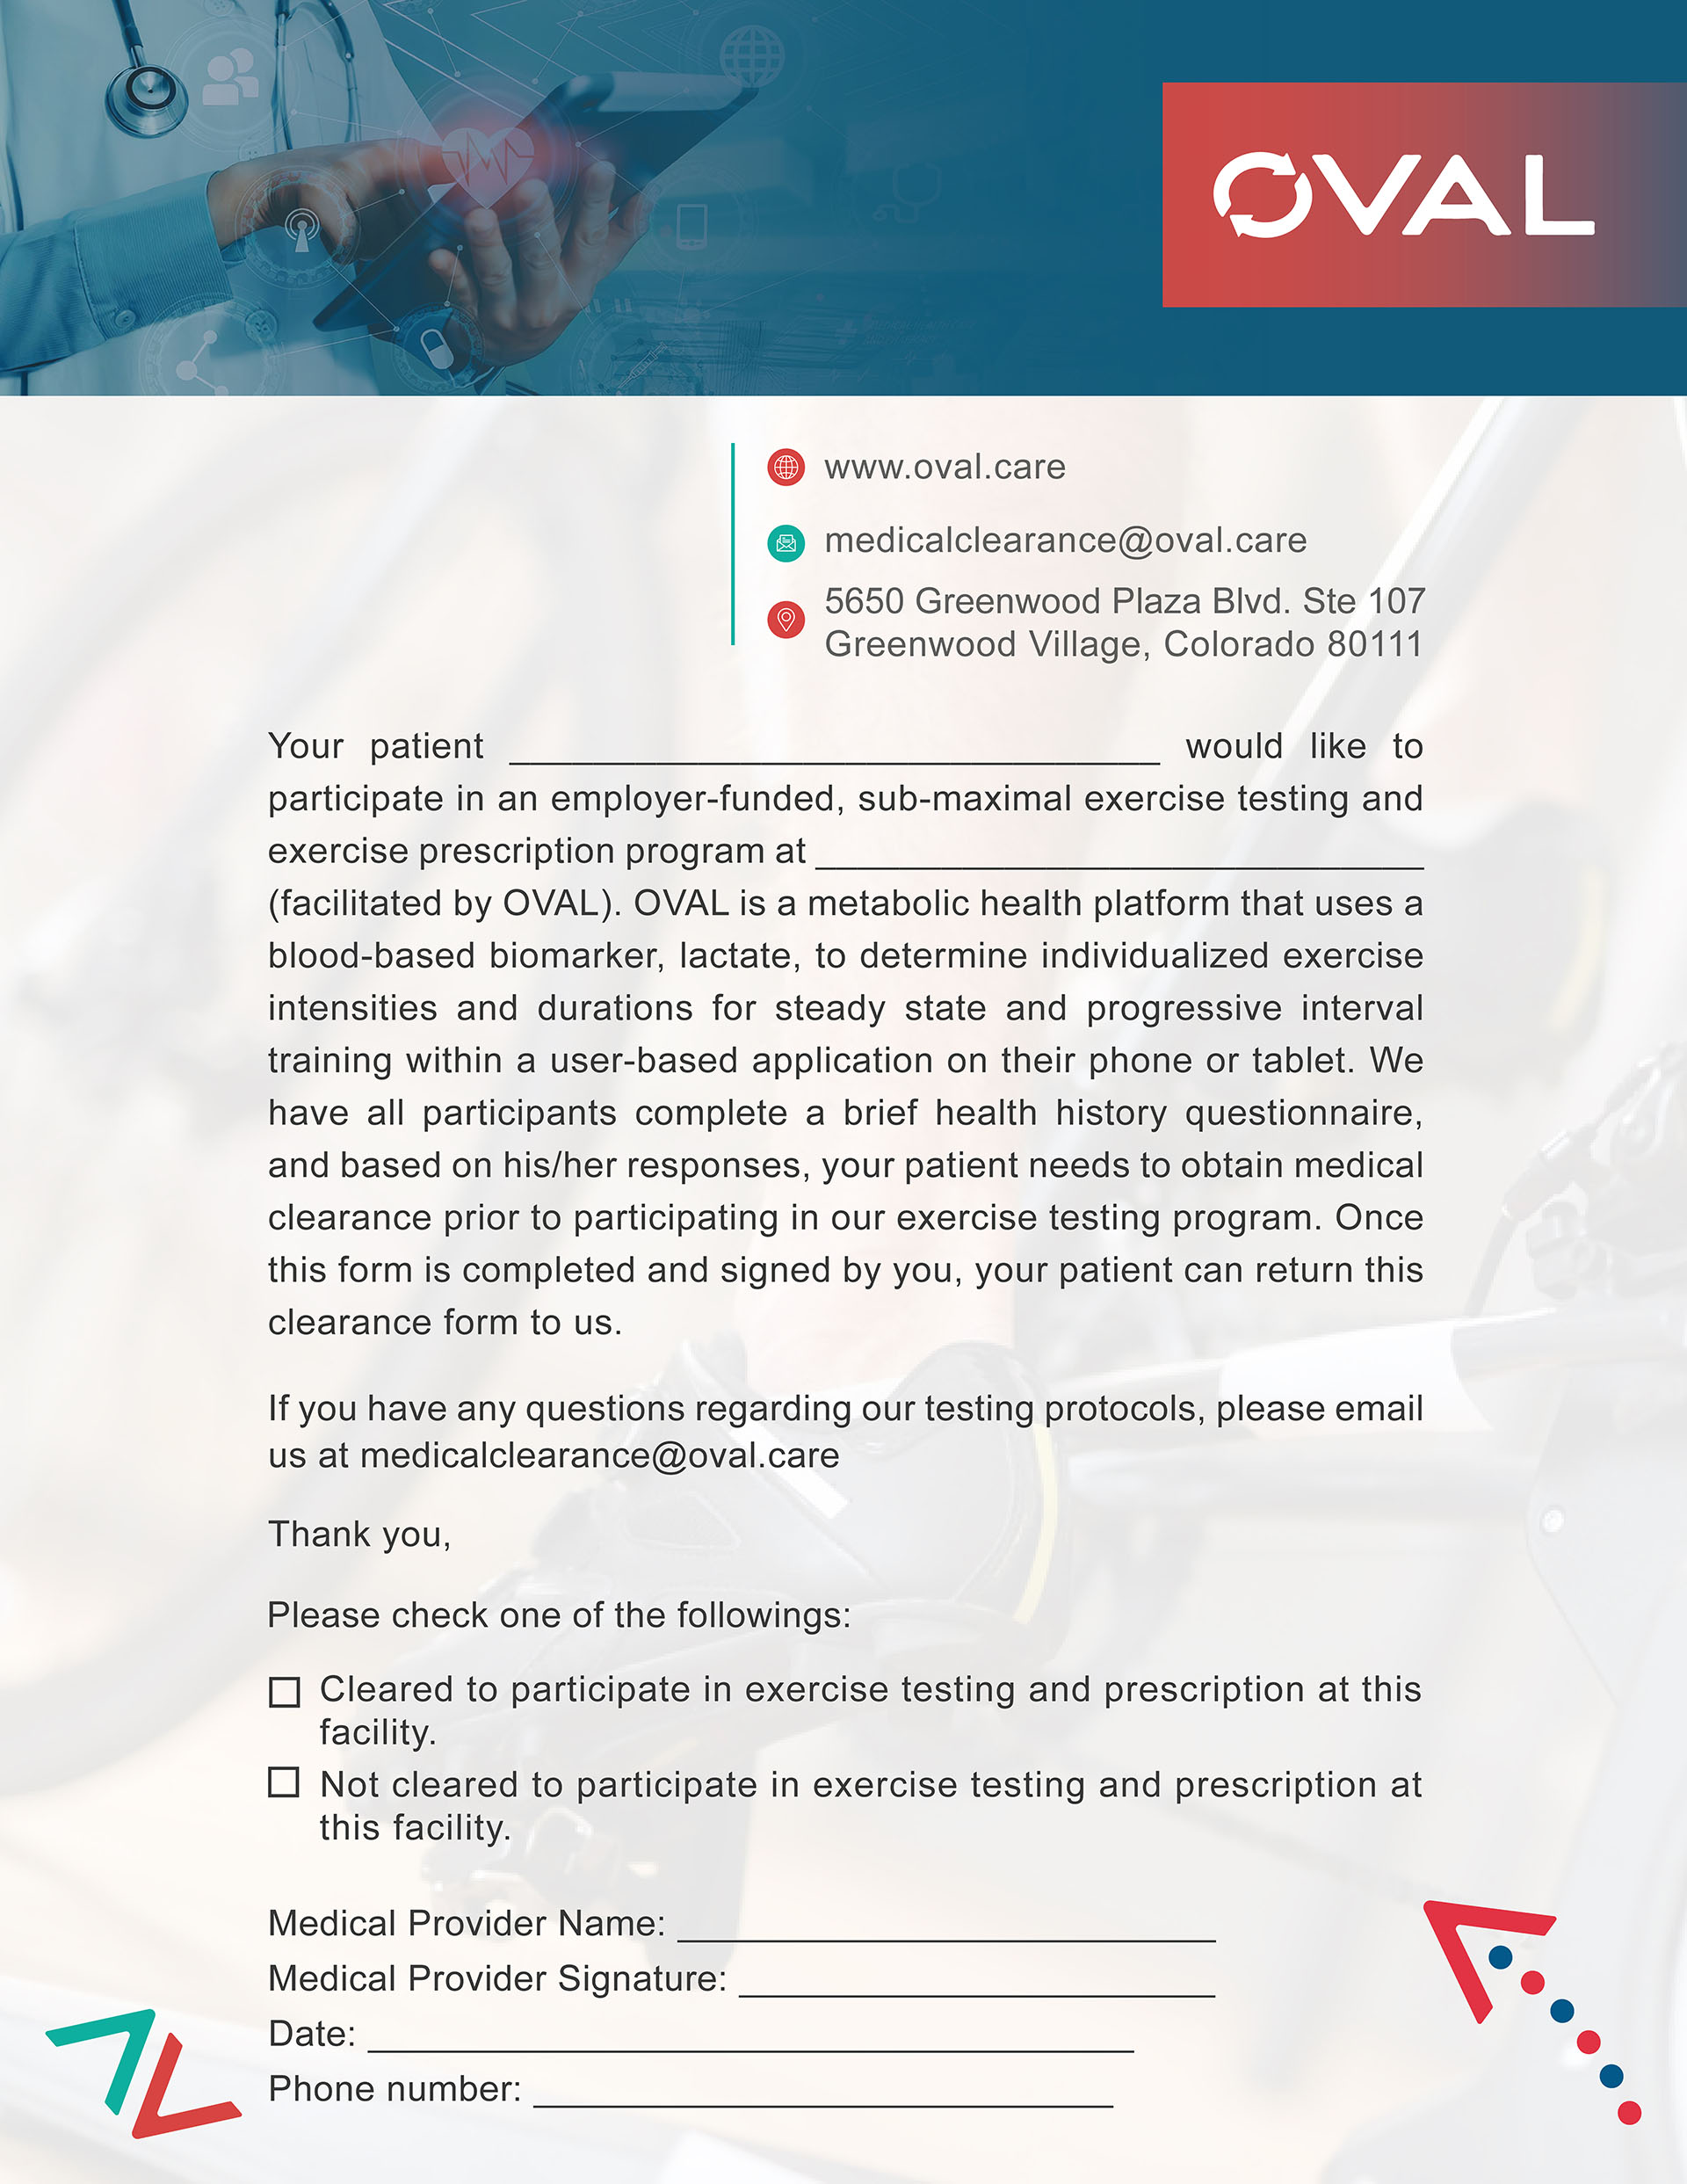 OVAL
www.oval.care
medicalclearance@oval.care
5650 Greenwood Plaza Blvd. Ste 107
Greenwood Village, Colorado 80111
Your patient ________________________________ would like to
participate in an employer-funded, sub-maximal exercise testing and
exercise prescription program at ______________________________
(facilitated by OVAL). OVAL is a metabolic health platform that uses a
blood-based biomarker, lactate, to determine individualized exercise
intensities and durations for steady state and progressive interval
training within a user-based application on their phone or tablet. We
have all participants complete a brief health history questionnaire,
and based on his/her responses, your patient needs to obtain medical
clearance prior to participating in our exercise testing program. Once
this form is completed and signed by you, your patient can return this
clearance form to us.
If you have any questions regarding our testing protocols, please email
us at medicalclearance@oval.care
Thank you,
Please check one of the followings:
Cleared to participate in exercise testing and prescription at this
facility.
Not cleared to participate in exercise testing and prescription at
this facility.
Medical Provider Name: __________________________
Medical Provider Signature: _______________________
Date: _____________________________________
Phone number: ____________________________